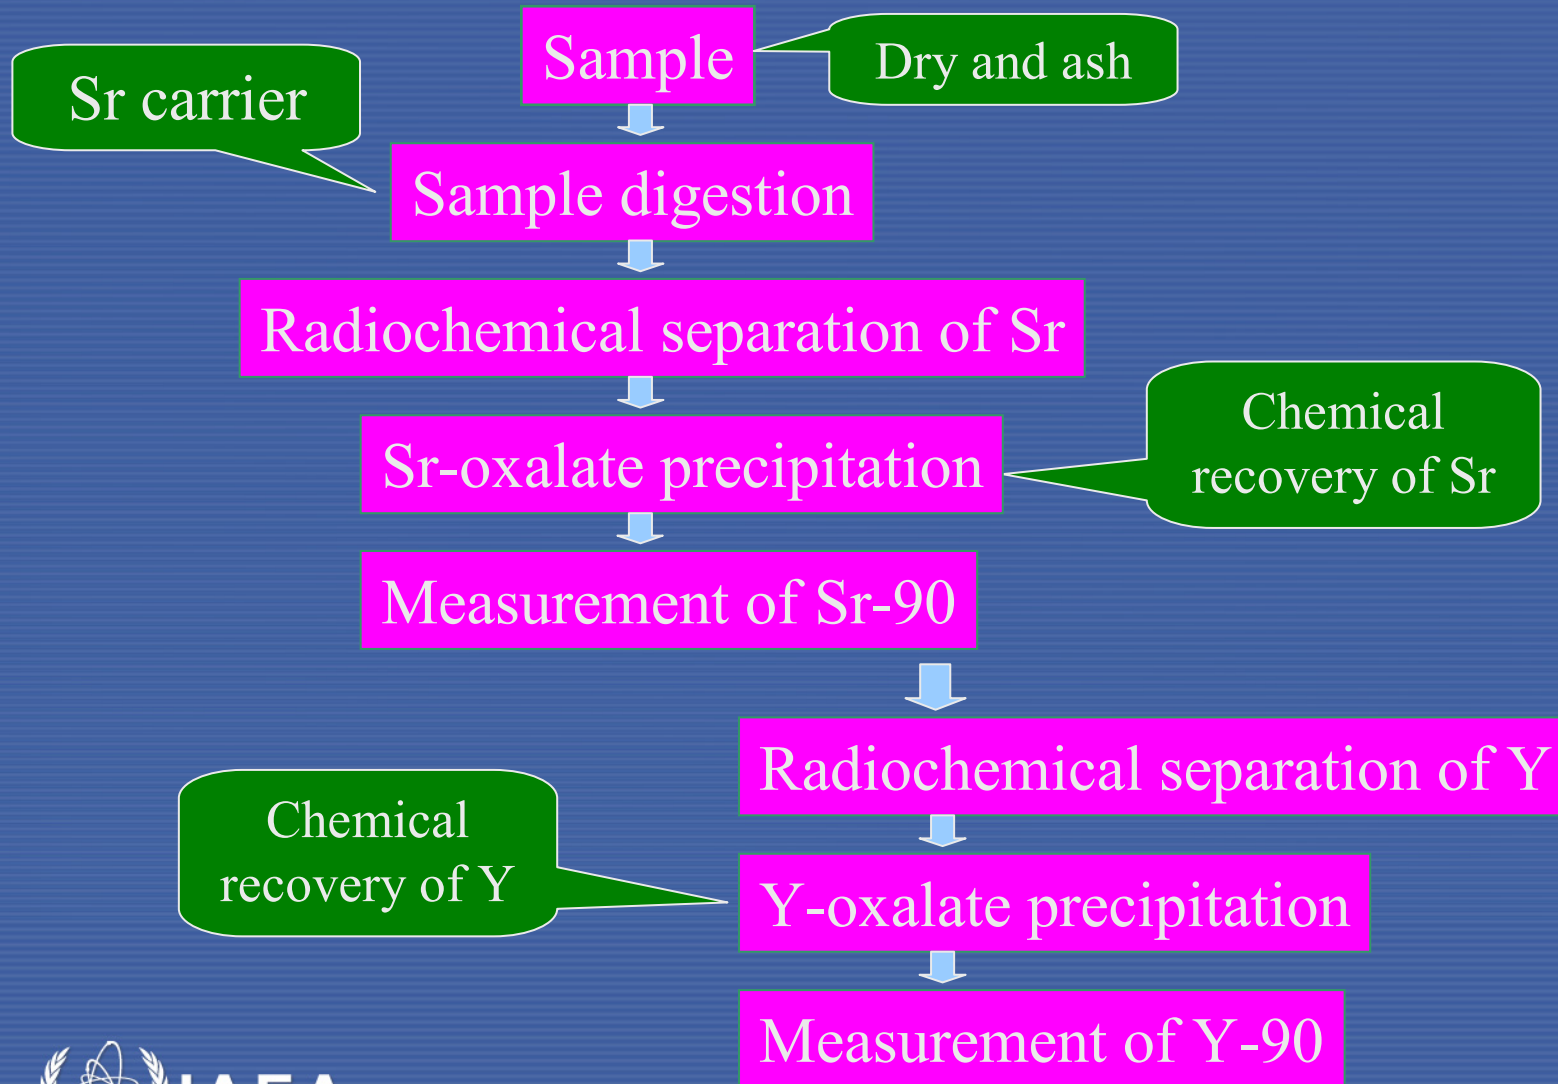 Sample
Dry and ash
Sr carrier
Sample digestion
Radiochemical separation of Sr
Sr-oxalate precipitation
Chemical
recovery of Sr
Measurement of Sr-90
Radiochemical separation of Y
Chemical
recovery of Y
Y-oxalate precipitation
Measurement of Y-90
IAEA